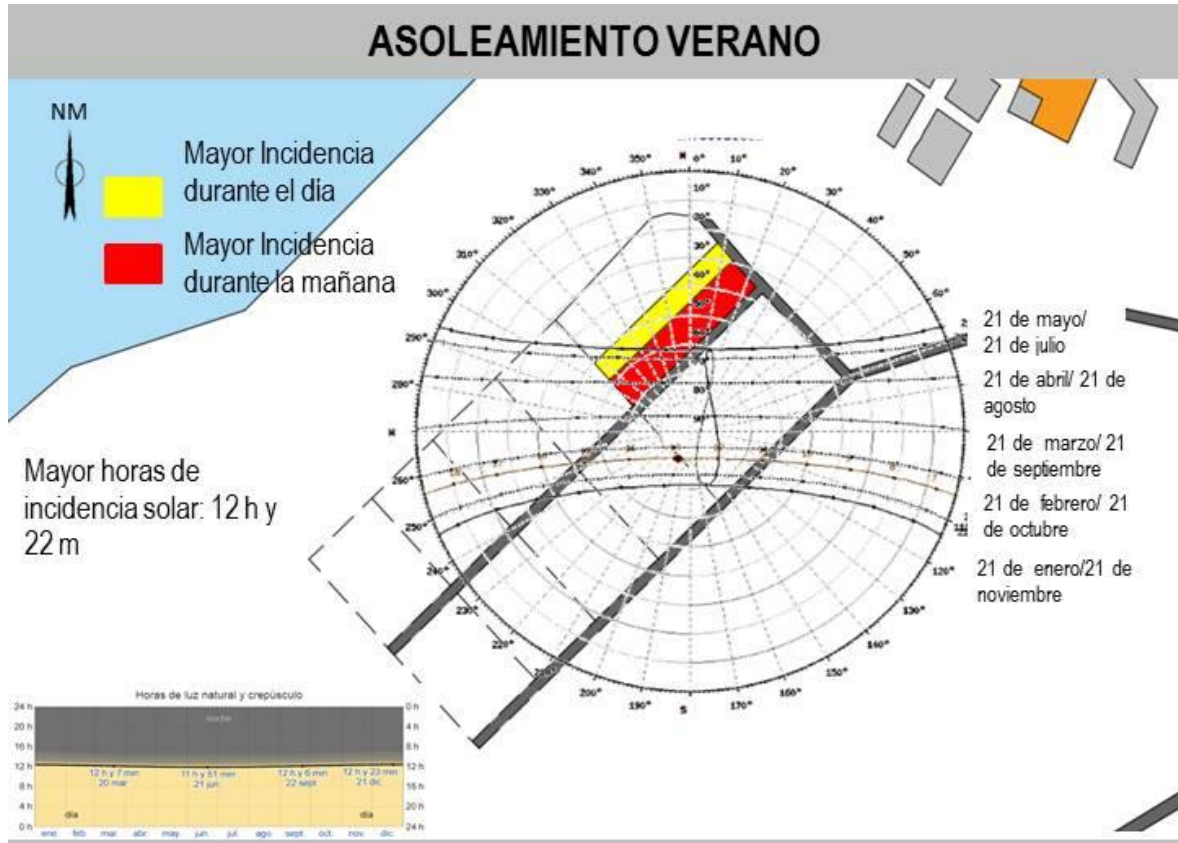 ASOLEAMIENTO VERANO
NM
Mayor Incidencia
durante el día
Mayor Incidencia
durante la mañana
Mayor horas de
incidencia solar: 12 h y
22 m
350°
N
0°
10°
20°
30°
40°
50°
60°
120°
130°
140°
150°
160°
170°
S
190°
200°
220°
230°
240°
250°
260°
280°
290°
300°
310°
320°
330°
340°
10°
21 de mayo/
21 de julio
21 de abril/ 21 de
agosto
21 de marzo/ 21
de septiembre
21 de febrero/ 21
de octubre
21 de enero/21 de
noviembre
Horas de luz natural y crepúsculo
24 h
20 h
16 h
12 h
8 h
4 h
0 h
noche
12 h y 7 min
20 mar
11 h y 51 min
21 jun
12 h y 6 min
22 sept
12 h y 23 min
21 dic
día
día
0 h
4 h
8 h
12 h
16 h
20 h
24 h
ene. feb. mar. abr. may. jun. jul. ago. sept. oct. nov. dic.